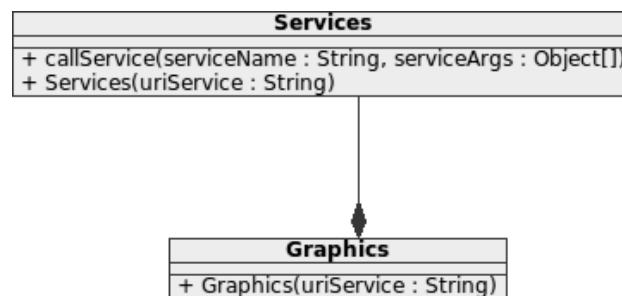 Services
+ callService(serviceName : String, serviceArgs : Object[])
+ Services(uriService : String)
Graphics
+ Graphics(uriService : String)